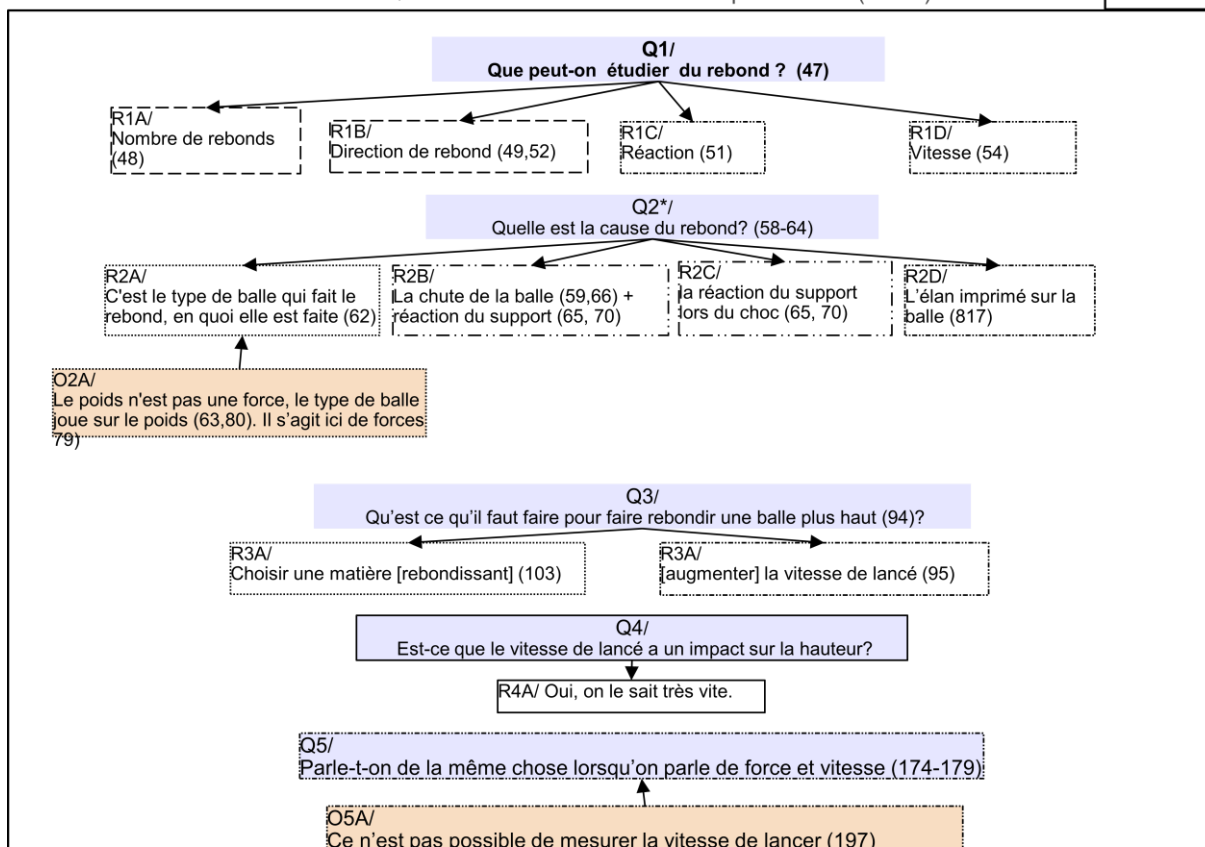 Q1/
Que peut-on étudier du rebond ? (47)
R1A/
Nombre de rebonds
(48)
R1B/
Direction de rebond (49,52)
R1C/
Réaction (51)
R1D/
Vitesse (54)
Q2*/
Quelle est la cause du rebond? (58-64)
R2A/
C'est le type de balle qui fait le
rebond, en quoi elle est faite (62)
R2B/
La chute de la balle (59,66) +
réaction du support (65, 70)
R2C/
la réaction du support
lors du choc (65, 70)
R2D/
L'élan imprimé sur la
balle (817)
O2A/
Le poids n'est pas une force, le type de balle
joue sur le poids (63,80). Il s'agit ici de forces
79)
Q3/
Qu'est ce qu'il faut faire pour faire rebondir une balle plus haut (94)?
R3A/
Choisir une matière [rebondissant] (103)
R3A/
[augmenter] la vitesse de lancé (95)
Q4/
Est-ce que le vitesse de lancé a un impact sur la hauteur?
R4A/ Oui, on le sait très vite.
Q5/
Parle-t-on de la même chose lorsqu'on parle de force et vitesse (174-179)
O5A/
Ce n'est pas possible de mesurer la vitesse de lancer (197)